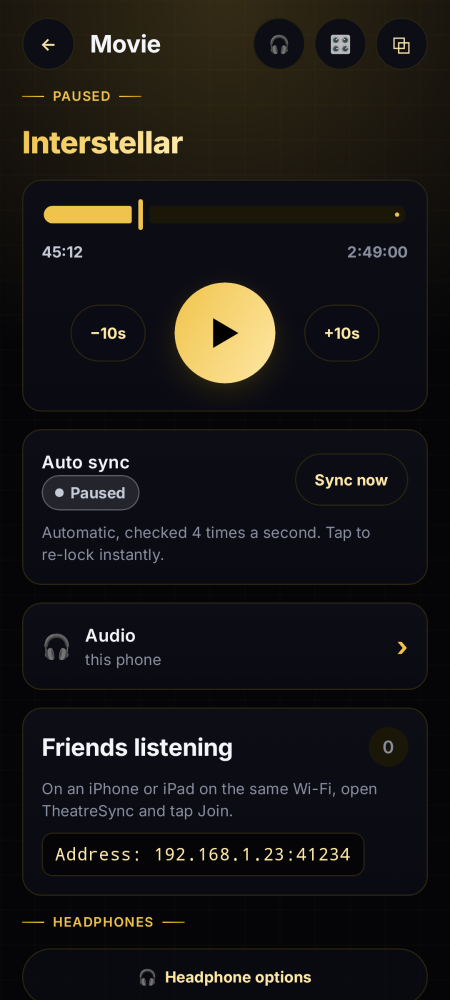 Movie
PAUSED
Interstellar
45:12
2:49:00
−10s
+10s
Auto sync
Paused
Sync now
Automatic, checked 4 times a second. Tap to
re-lock instantly.
Audio
this phone
Friends listening
0
On an iPhone or iPad on the same Wi-Fi, open
TheatreSync and tap Join.
Address: 192.168.1.23:41234
HEADPHONES
Headphone options